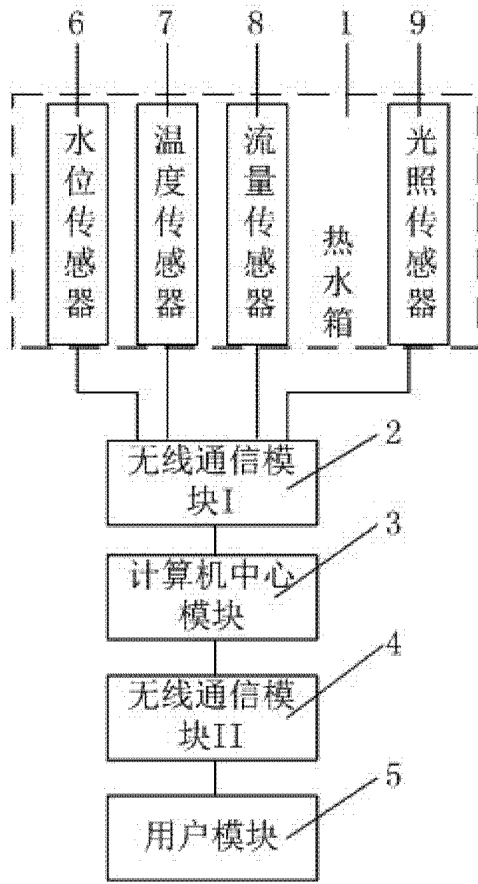 6 7 8 1 9
水位传感器
温度传感器
流量传感器
热水箱
光照传感器
2
无线通信模
块I
3
计算机中心
模块
4
无线通信模
块II
5
用户模块